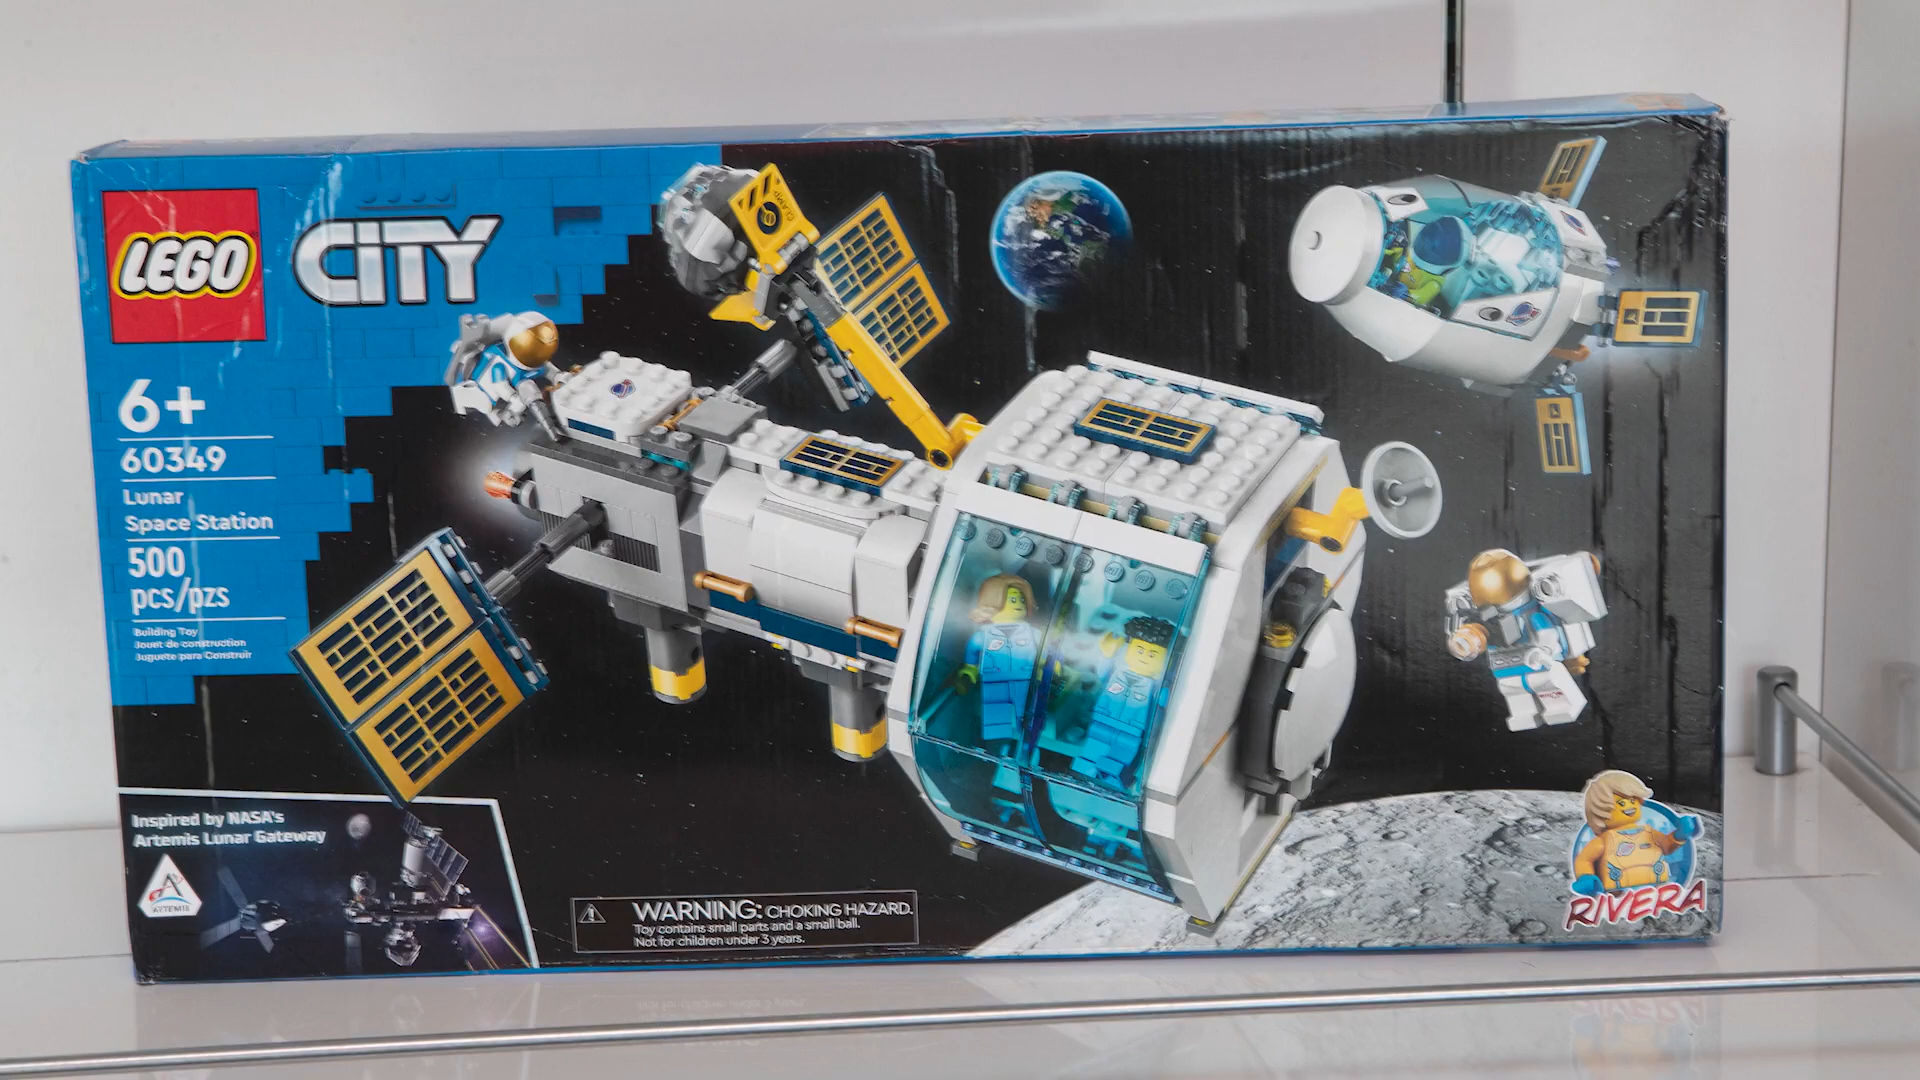 LEGO
CITY
6+
60349
Lunar
Space Station
500
pcs/pzs
Building Toy
Jouet de construction
Juguete para Construir
CLAMP
Inspired by NASA's
Artemis Lunar Gateway
ARTEMIS
WARNING: CHOKING HAZARD.
Toy contains small parts and a small ball.
Not for children under 3 years.
RIVERA